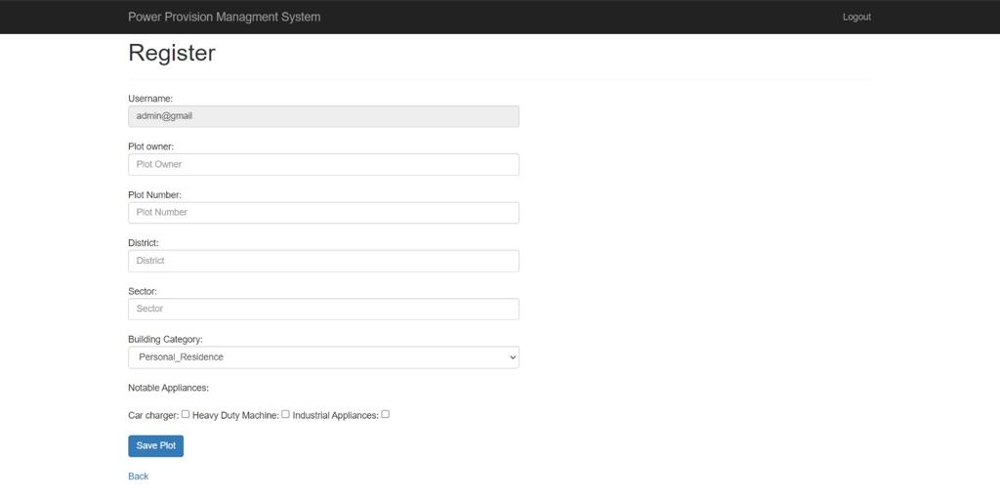 Power Provision Managment System Logout
Register
Username:
admin@gmail
Plot owner:
Plot Owner
Plot Number:
Plot Number
District:
District
Sector:
Sector
Building Category:
Personal_Residence
Notable Appliances:
Car charger: Heavy Duty Machine: Industrial Appliances:
Save Plot
Back